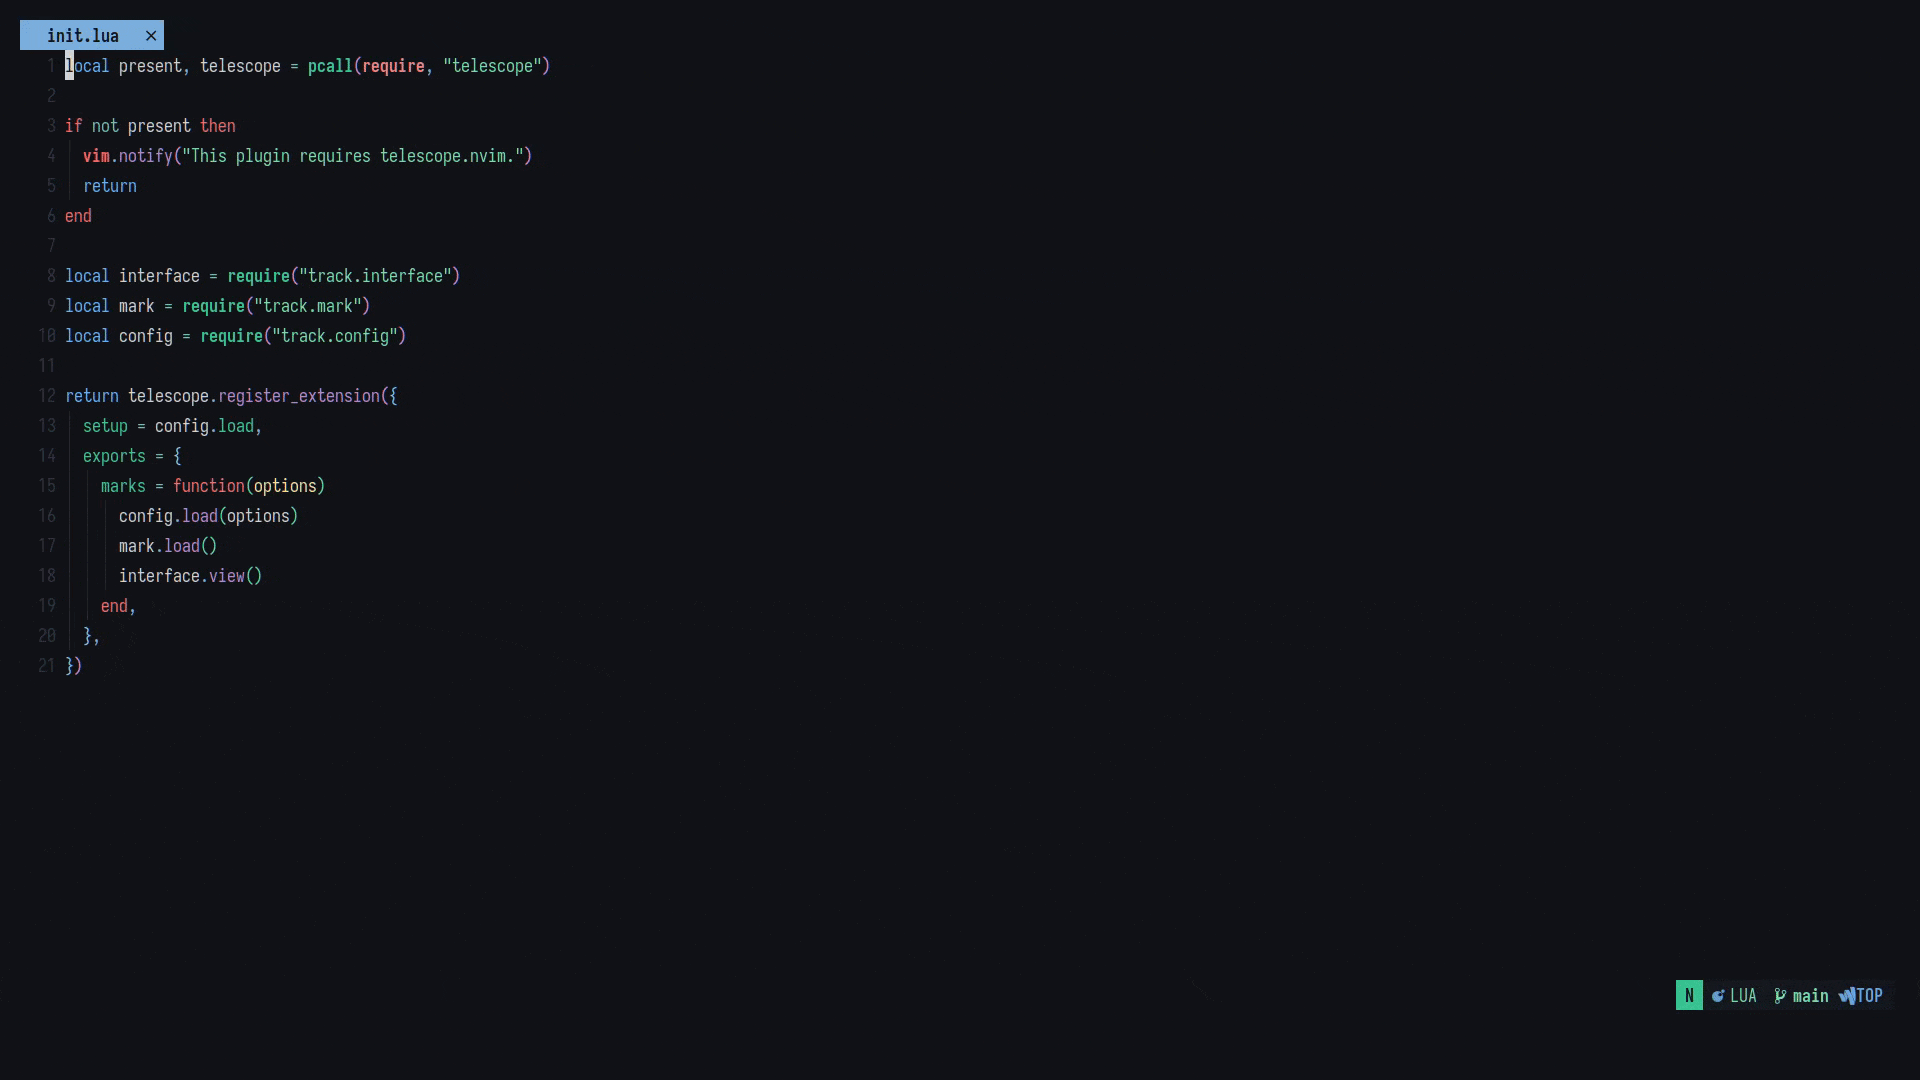 init.lua ×
1 local present, telescope = pcall(require, "telescope")
2
3 if not present then
4 vim.notify("This plugin requires telescope.nvim.")
5 return
6 end
7
8 local interface = require("track.interface")
9 local mark = require("track.mark")
10 local config = require("track.config")
11
12 return telescope.register_extension({
13 setup = config.load,
14 exports = {
15 marks = function(options)
16 config.load(options)
17 mark.load()
18 interface.view()
19 end,
20 },
21 })
N LUA main TOP